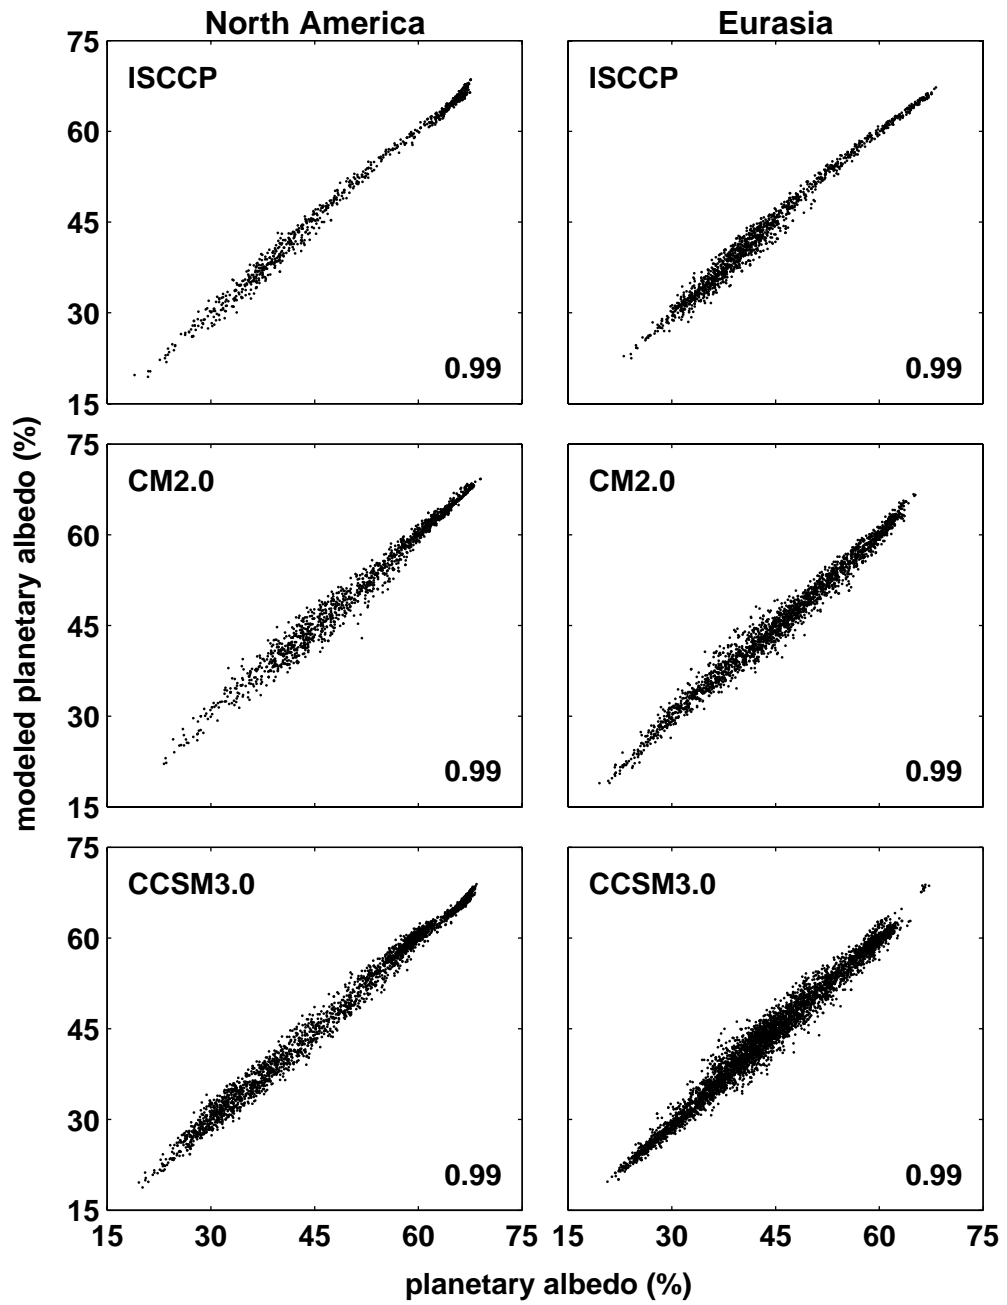 North America
Eurasia
75
60
45
30
15
ISCCP
0.99
ISCCP
0.99
modeled planetary albedo (%)
75
60
45
30
15
CM2.0
0.99
CM2.0
0.99
75
60
45
30
15
CCSM3.0
0.99
CCSM3.0
0.99
15 30 45 60 75
15 30 45 60 75
planetary albedo (%)